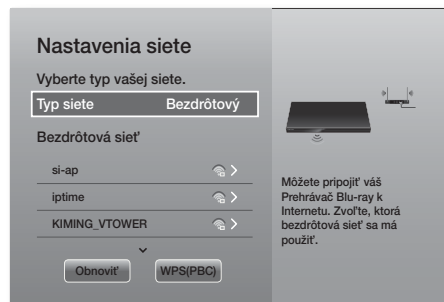 Nastavenia siete
Vyberte typ vašej siete.
Typ siete Bezdrôtový
Bezdrôtová sieť
si-ap
iptime
KIMING_VTOWER
Obnoviť WPS(PBC)
Môžete pripojiť váš
Prehrávač Blu-ray k
Internetu. Zvoľte, ktorá
bezdrôtová sieť sa má
použiť.